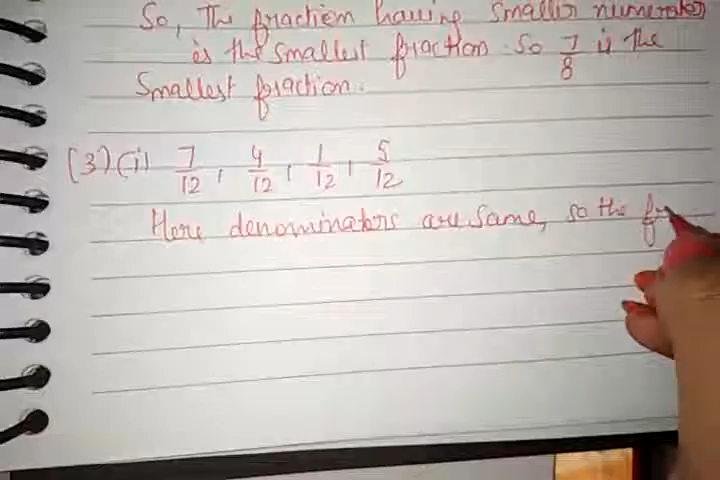 So, The fraction having smaller numerator
is the smallest fraction. So 7/8 is the
Smallest fraction.
(3) (i) 7/12, 4/12, 1/12, 5/12
Here denominators are same, so the fr